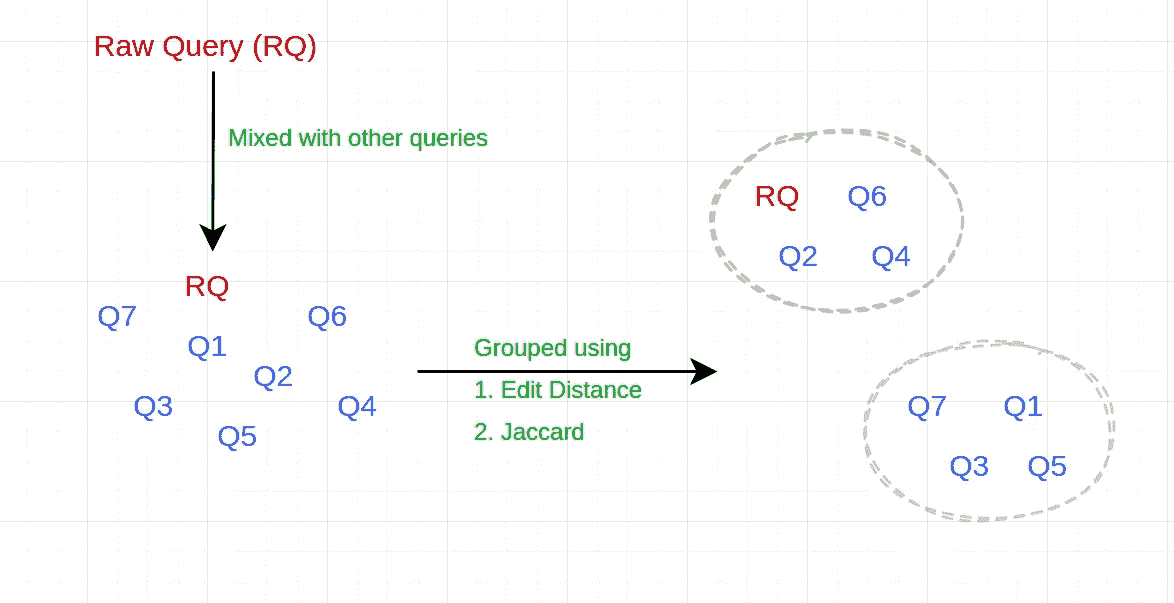 Raw Query (RQ)
Mixed with other queries
RQ
Q7 Q6
Q1
Q2
Q3 Q4
Q5
Grouped using
1. Edit Distance
2. Jaccard
RQ Q6
Q2 Q4
Q7 Q1
Q3 Q5